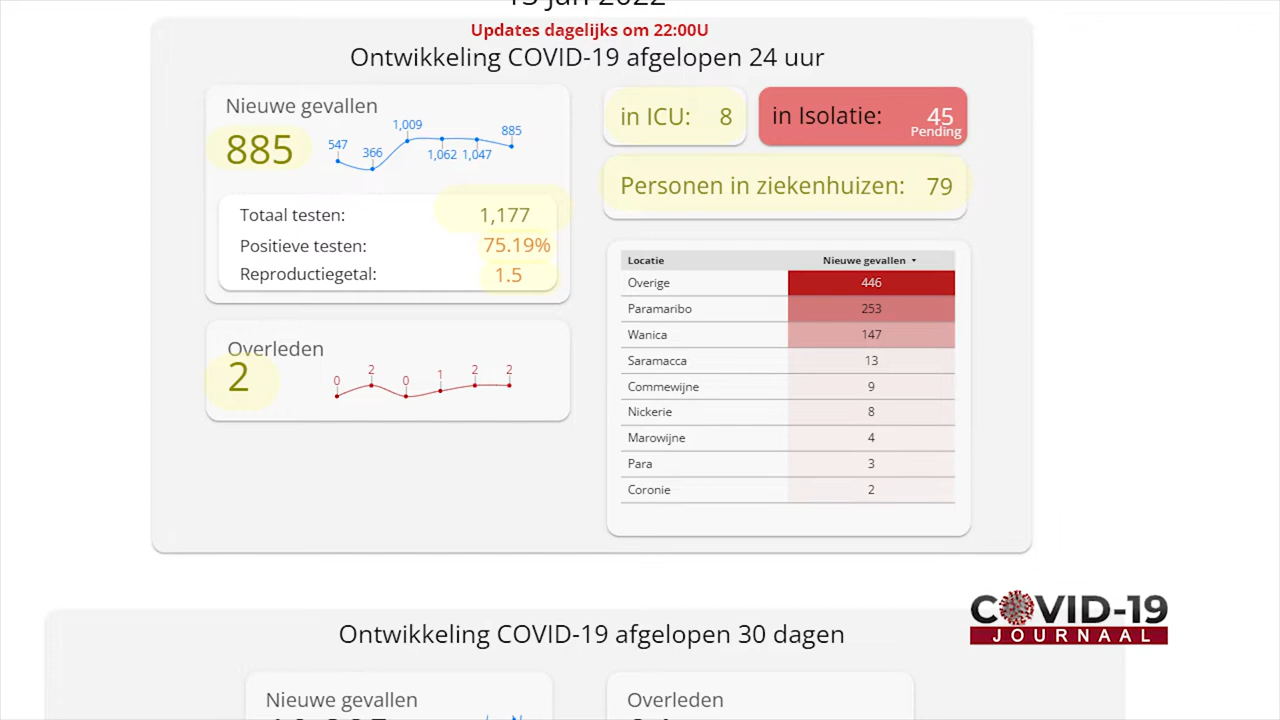 13 Jan 2022
Updates dagelijks om 22:00U
Ontwikkeling COVID-19 afgelopen 24 uur
Nieuwe gevallen
885
547 366 1,009 1,062 1,047 885
Totaal testen: 1,177
Positieve testen: 75.19%
Reproductiegetal: 1.5
Overleden
2
0 2 0 1 2 2
in ICU: 8
in Isolatie: 45
Pending
Personen in ziekenhuizen: 79
Locatie Nieuwe gevallen
Overige 446
Paramaribo 253
Wanica 147
Saramacca 13
Commewijne 9
Nickerie 8
Marowijne 4
Para 3
Coronie 2
COVID-19
JOURNAAL
Ontwikkeling COVID-19 afgelopen 30 dagen
Nieuwe gevallen
Overleden